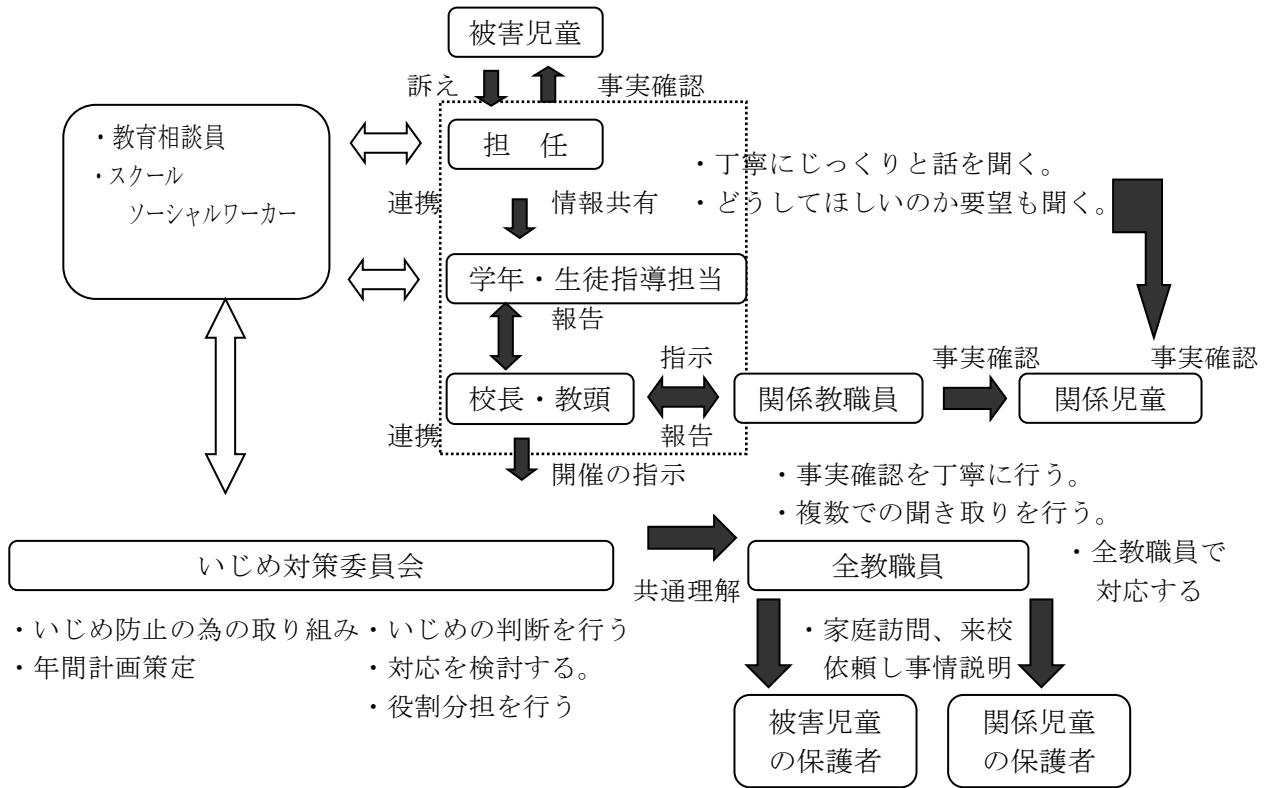 被害児童
訴え
事実確認
・教育相談員
・スクール
ソーシャルワーカー
担　任
・丁寧にじっくりと話を聞く。
連携
情報共有
・どうしてほしいのか要望も聞く。
学年・生徒指導担当
報告
指示
事実確認
事実確認
校長・教頭
関係教職員
関係児童
連携
報告
開催の指示
・事実確認を丁寧に行う。
・複数での聞き取りを行う。
いじめ対策委員会
全教職員
・全教職員で
対応する
共通理解
・いじめ防止の為の取り組み
・年間計画策定
・いじめの判断を行う
・対応を検討する。
・役割分担を行う
・家庭訪問、来校
依頼し事情説明
被害児童
の保護者
関係児童
の保護者